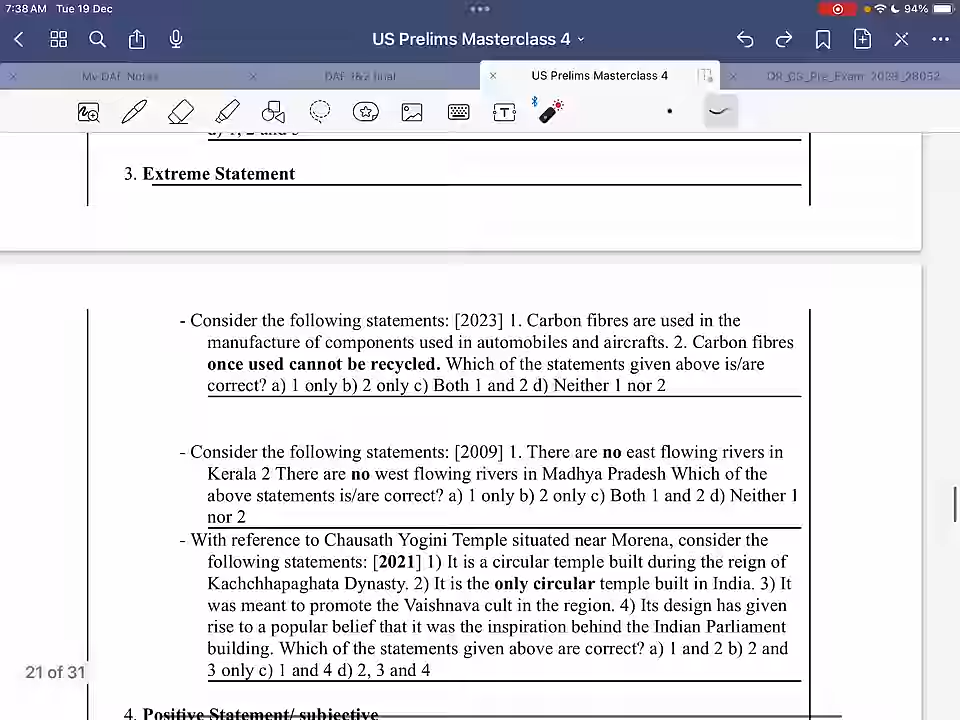 7:38 AM Tue 19 Dec
94%
US Prelims Masterclass 4
My DAF Notes
DAF 1&2 final
US Prelims Masterclass 4
3. Extreme Statement
- Consider the following statements: [2023] 1. Carbon fibres are used in the
manufacture of components used in automobiles and aircrafts. 2. Carbon fibres
once used cannot be recycled. Which of the statements given above is/are
correct? a) 1 only b) 2 only c) Both 1 and 2 d) Neither 1 nor 2
- Consider the following statements: [2009] 1. There are no east flowing rivers in
Kerala 2 There are no west flowing rivers in Madhya Pradesh Which of the
above statements is/are correct? a) 1 only b) 2 only c) Both 1 and 2 d) Neither 1
nor 2
- With reference to Chausath Yogini Temple situated near Morena, consider the
following statements: [2021] 1) It is a circular temple built during the reign of
Kachchhapaghata Dynasty. 2) It is the only circular temple built in India. 3) It
was meant to promote the Vaishnava cult in the region. 4) Its design has given
rise to a popular belief that it was the inspiration behind the Indian Parliament
building. Which of the statements given above are correct? a) 1 and 2 b) 2 and
3 only c) 1 and 4 d) 2, 3 and 4
21 of 31
4. Positive Statement/ subjective